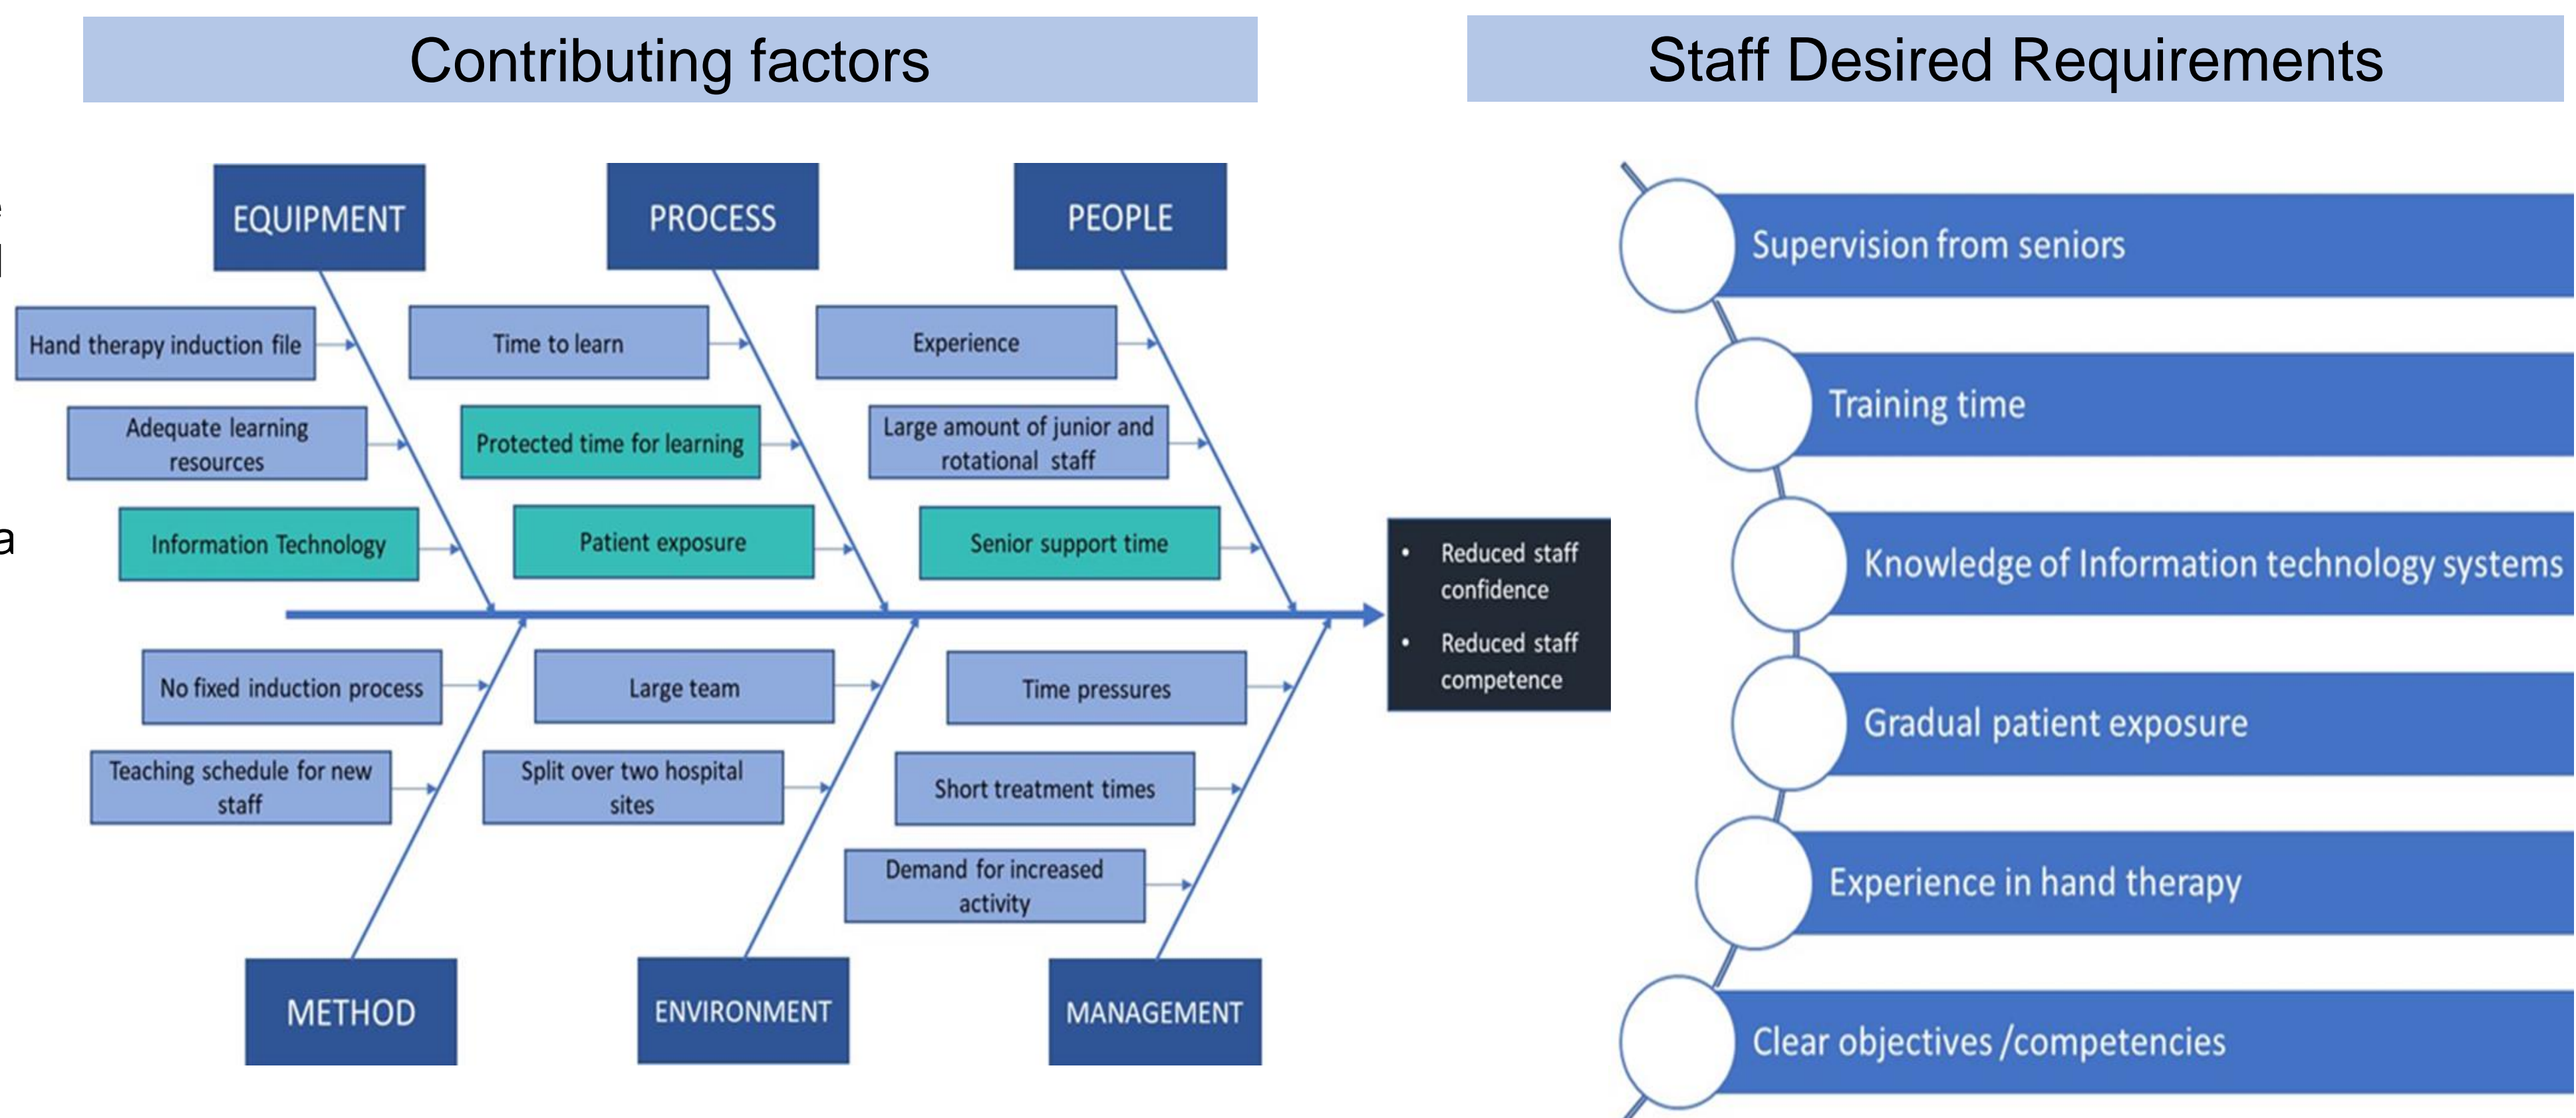 Contributing factors
Staff Desired Requirements
EQUIPMENT
PROCESS
PEOPLE
Hand therapy induction file
Time to learn
Experience
Adequate learning
resources
Protected time for learning
Large amount of junior and
rotational staff
Information Technology
Patient exposure
Senior support time
• Reduced staff
confidence
• Reduced staff
competence
No fixed induction process
Large team
Time pressures
Teaching schedule for new
staff
Split over two hospital
sites
Short treatment times
Demand for increased
activity
METHOD
ENVIRONMENT
MANAGEMENT
Supervision from seniors
Training time
Knowledge of Information technology systems
Gradual patient exposure
Experience in hand therapy
Clear objectives /competencies
a